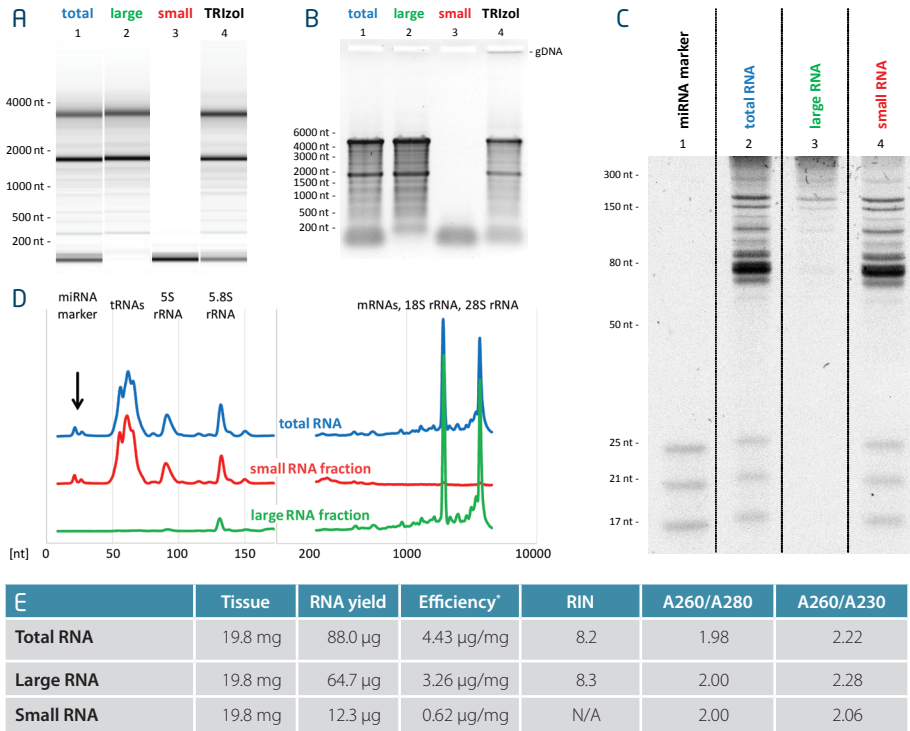 A
total large small TRIzol
1 2 3 4
4000 nt -
2000 nt -
1000 nt -
500 nt -
200 nt -
B
total large small TRIzol
1 2 3 4
- gDNA
6000 nt -
4000 nt -
3000 nt -
2000 nt -
1500 nt -
1000 nt -
500 nt -
200 nt -
C
miRNA marker
total RNA
large RNA
small RNA
1 2 3 4
300 nt -
150 nt -
80 nt -
50 nt -
25 nt -
21 nt -
17 nt -
D
miRNA
marker
tRNAs
5S
rRNA
5.8S
rRNA
mRNAs, 18S rRNA, 28S rRNA
total RNA
small RNA fraction
large RNA fraction
[nt] 0 50 100 150 200 1000 10000
E Tissue RNA yield Efficiency* RIN A260/A280 A260/A230
Total RNA 19.8 mg 88.0 µg 4.43 µg/mg 8.2 1.98 2.22
Large RNA 19.8 mg 64.7 µg 3.26 µg/mg 8.3 2.00 2.28
Small RNA 19.8 mg 12.3 µg 0.62 µg/mg N/A 2.00 2.06